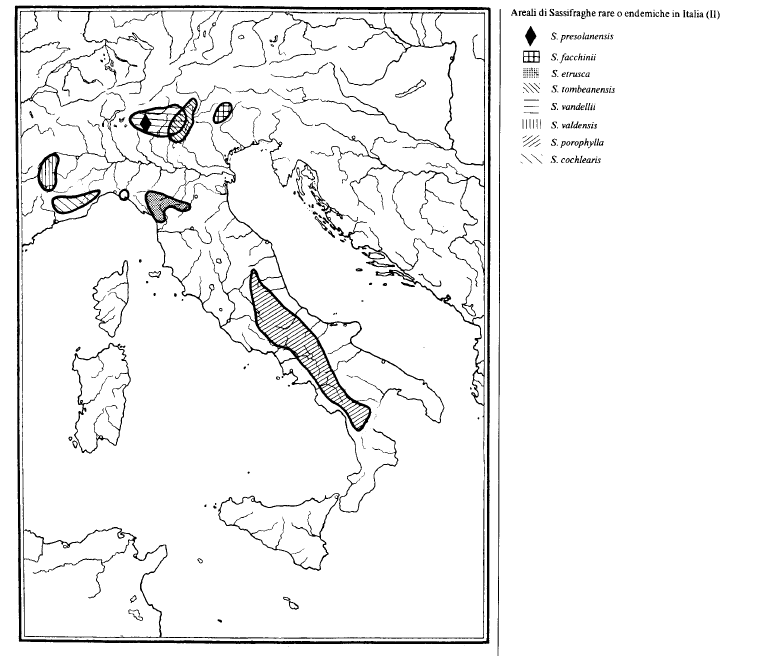 Areali di Sassifraghe rare o endemiche in Italia (II)
S. presolanensis
S. facchinii
S. etrusca
S. tombeanensis
S. vandellii
S. valdensis
S. porophylla
S. cochlearis